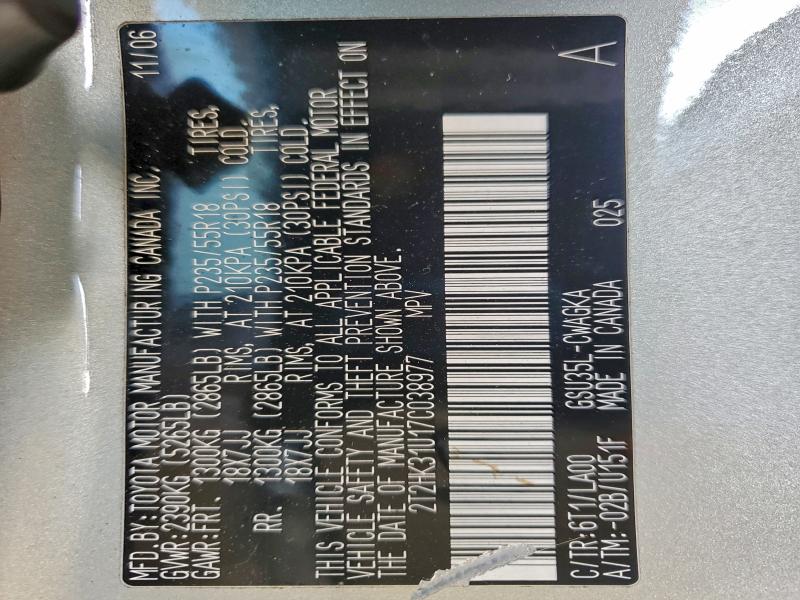 MFD. BY: TOYOTA MOTOR MANUFACTURING CANADA INC. 11/06
GVWR: 2390KG (5265LB)
GAWR: FRT. 1300KG (2865LB) WITH P235/55R18 TIRES,
18X7JJ RIMS, AT 210KPA (30PSI) COLD.
RR. 1300KG (2865LB) WITH P235/55R18 TIRES,
18X7JJ RIMS, AT 210KPA (30PSI) COLD.
THIS VEHICLE CONFORMS TO ALL APPLICABLE FEDERAL MOTOR
VEHICLE SAFETY AND THEFT PREVENTION STANDARDS IN EFFECT ON
THE DATE OF MANUFACTURE SHOWN ABOVE.
2T2HK31U17C038977 MPV
C/TR: 6T1/LA00 GSU35L-CWAGKA 025 A
A/TM: -02B/U151F MADE IN CANADA